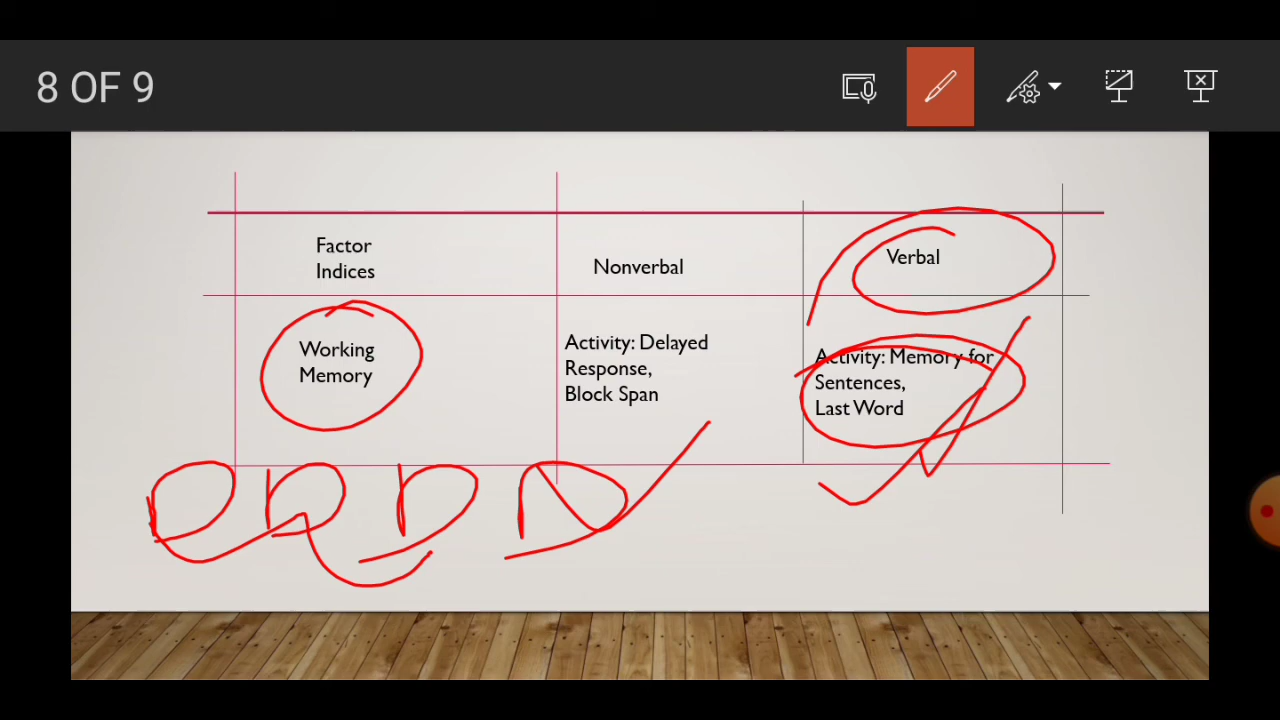 8 OF 9
Factor
Indices
Nonverbal
Verbal
Working
Memory
Activity: Delayed
Response,
Block Span
Activity: Memory for
Sentences,
Last Word